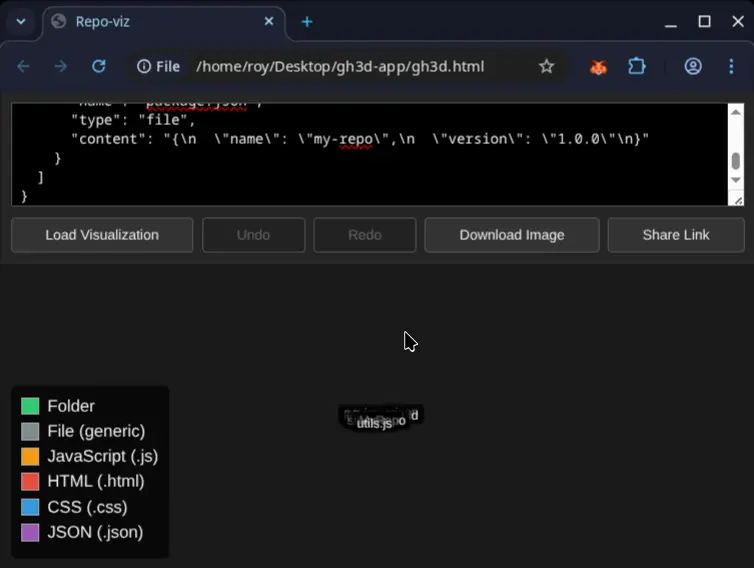 Repo-viz
File /home/roy/Desktop/gh3d-app/gh3d.html
"name": "package.json",
"type": "file",
"content": "{\n  \"name\": \"my-repo\",\n  \"version\": \"1.0.0\"\n}"
}
]
}
Load Visualization
Undo
Redo
Download Image
Share Link
utils.js
Folder
File (generic)
JavaScript (.js)
HTML (.html)
CSS (.css)
JSON (.json)